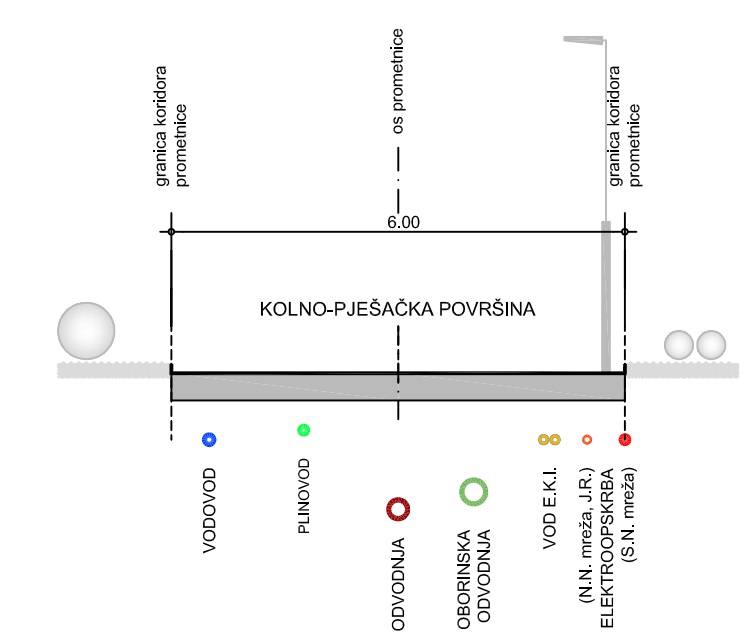 granica koridora
prometnice
os prometnice
granica koridora
prometnice
6.00
KOLNO-PJEŠAČKA POVRŠINA
VODOVOD
PLINOVOD
ODVODNJA
OBORINSKA
ODVODNJA
VOD E.K.I.
(N.N. mreža, J.R.)
ELEKTROOPSKRBA
(S.N. mreža)